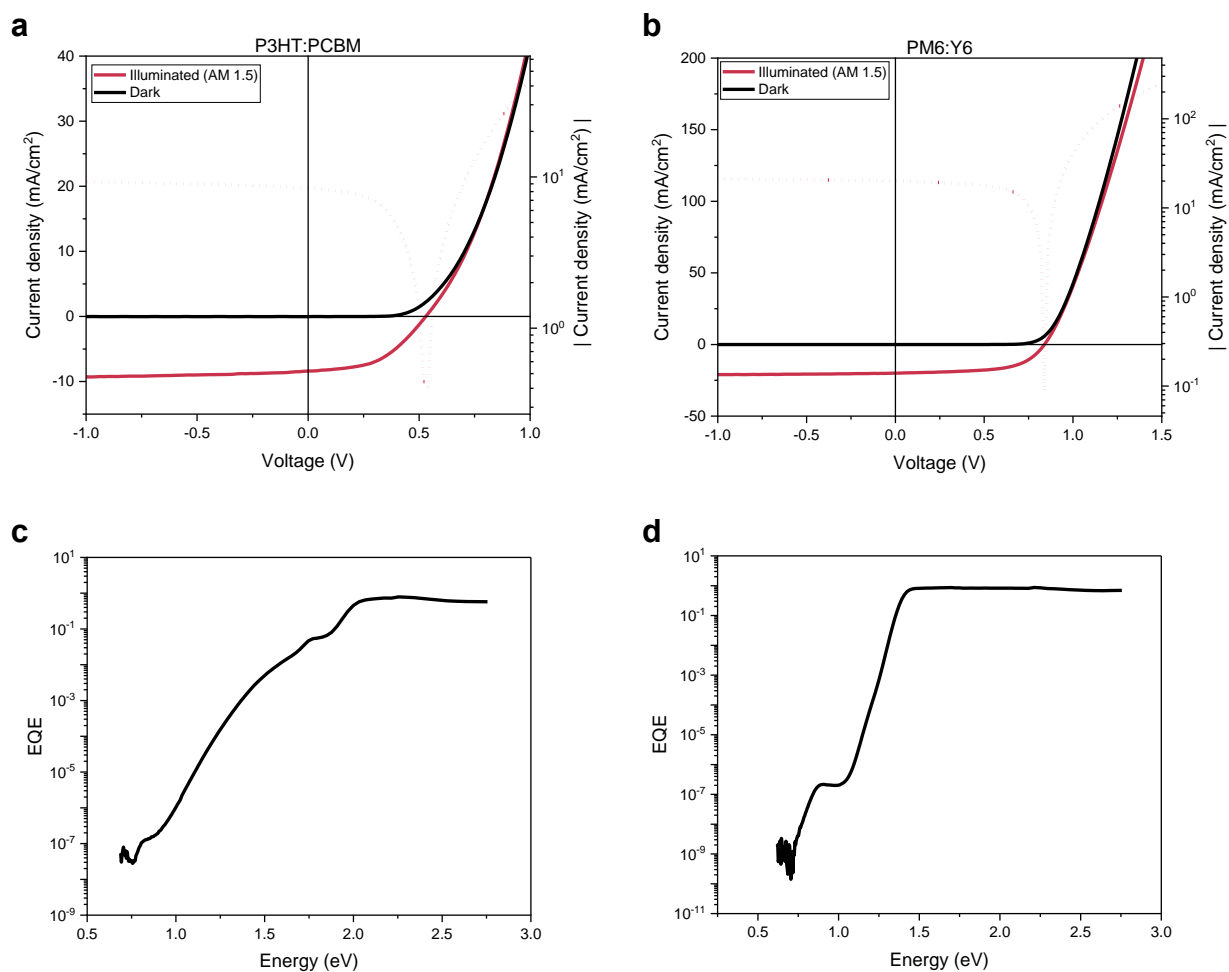 a
P3HT:PCBM
Illuminated (AM 1.5)
Dark
40
30
20
10
0
-10
Current density (mA/cm²)
10¹
10⁰
| Current density (mA/cm²) |
-1.0 -0.5 0.0 0.5 1.0
Voltage (V)
b
PM6:Y6
Illuminated (AM 1.5)
Dark
200
150
100
50
0
-50
Current density (mA/cm²)
10²
10¹
10⁰
10⁻¹
| Current density (mA/cm²) |
-1.0 -0.5 0.0 0.5 1.0 1.5
Voltage (V)
c
10¹
10⁻¹
10⁻³
10⁻⁵
10⁻⁷
10⁻⁹
EQE
0.5 1.0 1.5 2.0 2.5 3.0
Energy (eV)
d
10¹
10⁻¹
10⁻³
10⁻⁵
10⁻⁷
10⁻⁹
10⁻¹¹
EQE
0.5 1.0 1.5 2.0 2.5 3.0
Energy (eV)